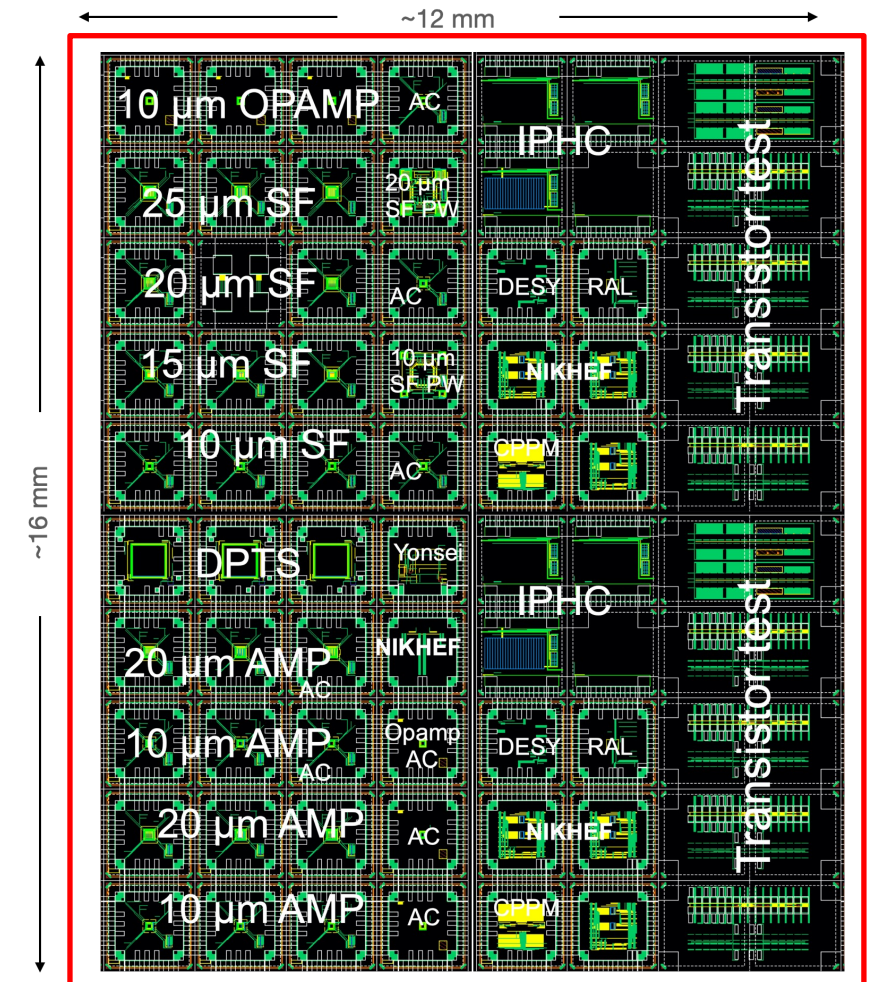 ~12 mm
~16 mm
10 µm OPAMP
AC
IPHC
Transistor test
25 µm SF
20 µm
SF PW
20 µm SF
AC
DESY
RAL
15 µm SF
10 µm
SF PW
NIKHEF
10 µm SF
AC
CPPM
DPTS
Yonsei
IPHC
Transistor test
20 µm AMP
AC
NIKHEF
10 µm AMP
AC
Opamp
AC
DESY
RAL
20 µm AMP
AC
NIKHEF
10 µm AMP
AC
CPPM